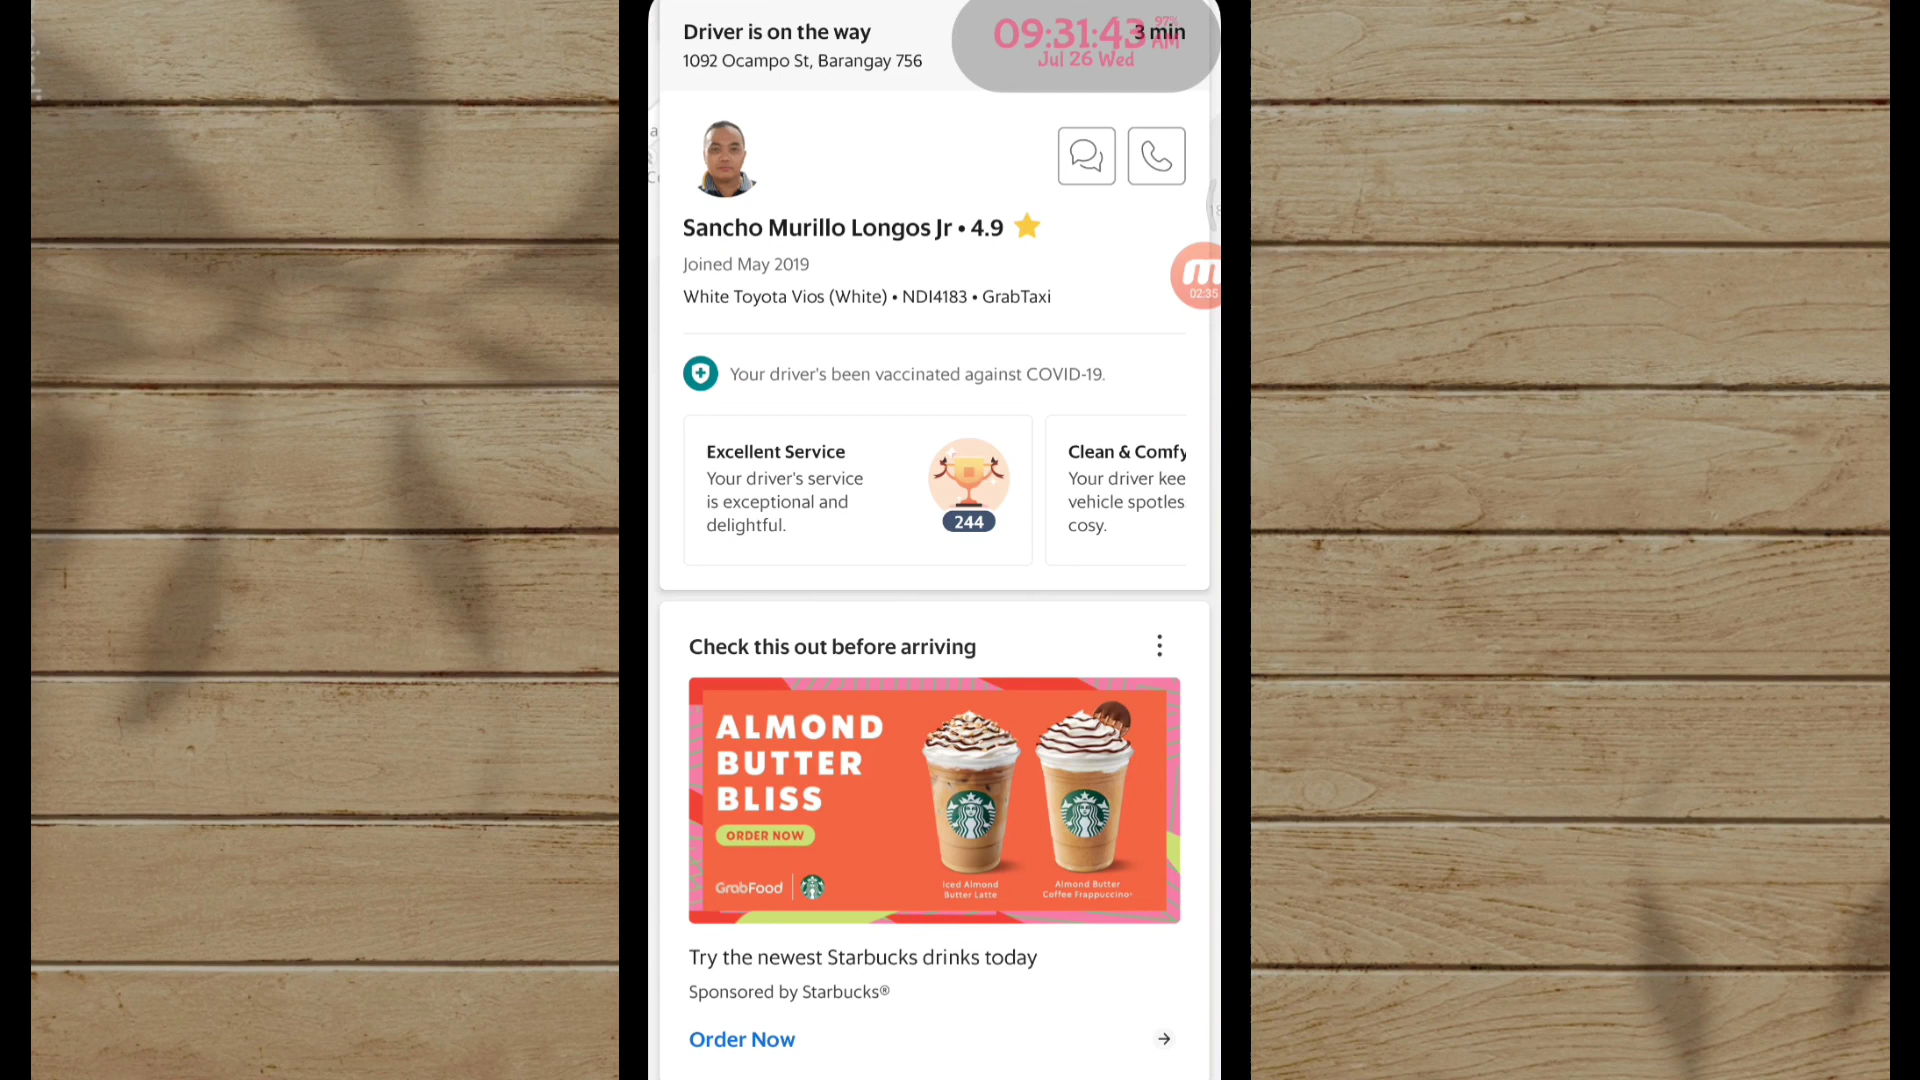 Driver is on the way
3 min
1092 Ocampo St, Barangay 756
09:31:43 AM
97%
Jul 26 Wed
Sancho Murillo Longos Jr • 4.9
Joined May 2019
White Toyota Vios (White) • NDI4183 • GrabTaxi
02:35
Your driver's been vaccinated against COVID-19.
Excellent Service
Your driver's service
is exceptional and
delightful.
244
Clean & Comfy
Your driver kee
vehicle spotles
cosy.
Check this out before arriving
ALMOND
BUTTER
BLISS
ORDER NOW
GrabFood
Iced Almond
Butter Latte
Almond Butter
Coffee Frappuccino
Try the newest Starbucks drinks today
Sponsored by Starbucks®
Order Now